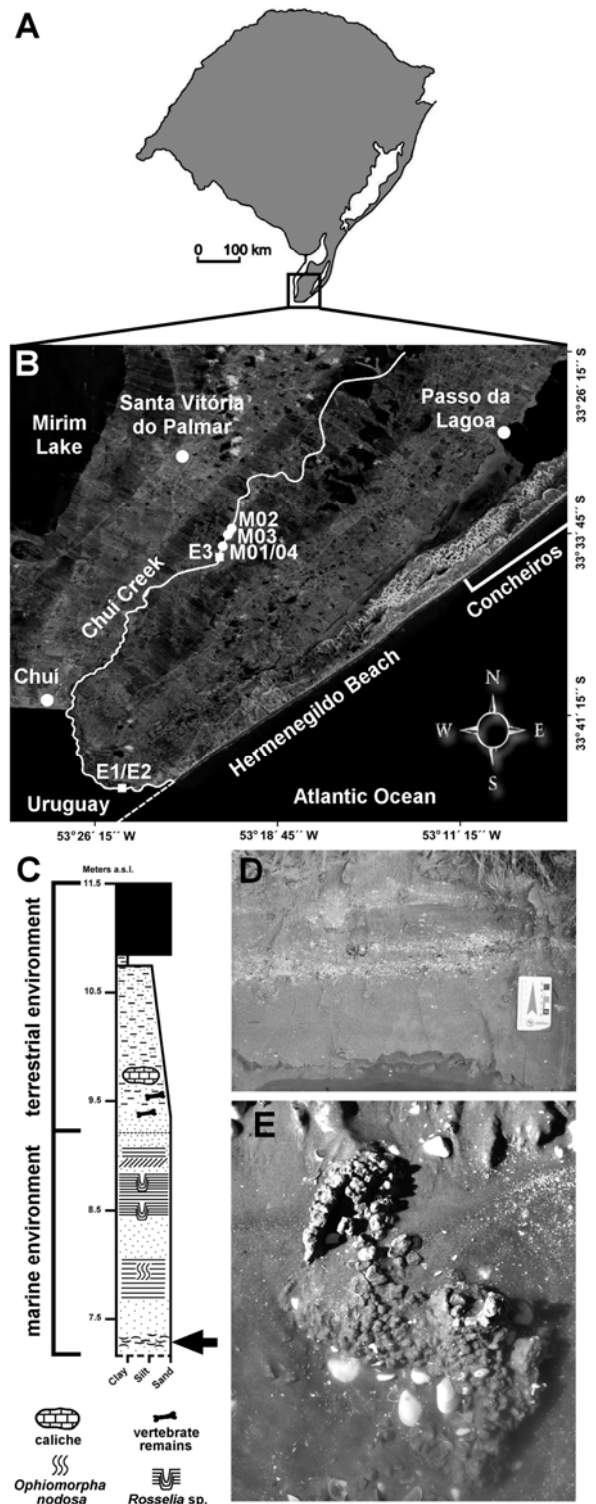 A
0 100 km
B
Mirim
Lake
Santa Vitória
do Palmar
Passo da
Lagoa
33° 26´ 15´´ S
M02
M03
E3
M01/04
33° 33´ 45´´ S
Chuí Creek
Concheiros
Chuí
Hermenegildo Beach
N
W
E
S
33° 41´ 15´´ S
E1/E2
Uruguay
Atlantic Ocean
53° 26´ 15´´ W
53° 18´ 45´´ W
53° 11´ 15´´ W
C
Meters a.s.l.
11.5
10.5
9.5
8.5
7.5
terrestrial environment
marine environment
Clay
Silt
Sand
caliche
vertebrate
remains
Ophiomorpha
nodosa
Rosselia sp.
D
E